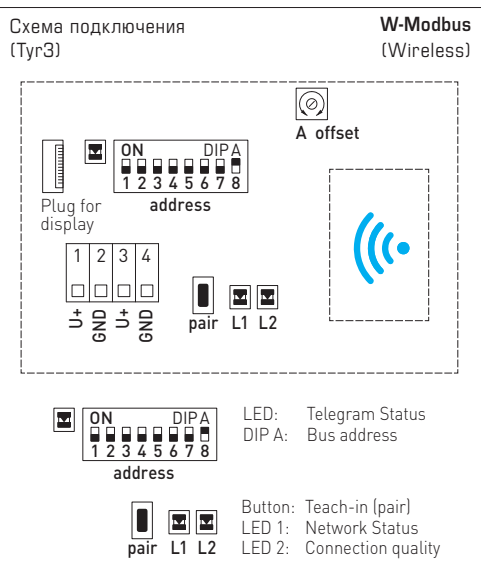 Схема подключения
(Tyr3)
W-Modbus
(Wireless)
A offset
ON DIP A
1 2 3 4 5 6 7 8
address
Plug for
display
1 2 3 4
U+ GND U+ GND
pair L1 L2
ON DIP A
1 2 3 4 5 6 7 8
address
LED: Telegram Status
DIP A: Bus address
pair L1 L2
Button: Teach-in (pair)
LED 1: Network Status
LED 2: Connection quality